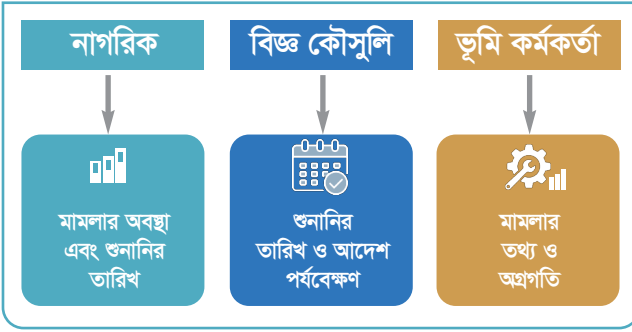 নাগরিক
বিজ্ঞ কৌসুলি
ভূমি কর্মকর্তা
মামলার অবস্থা
এবং শুনানির
তারিখ
শুনানির
তারিখ ও আদেশ
পর্যবেক্ষণ
মামলার
তথ্য ও
অগ্রগতি